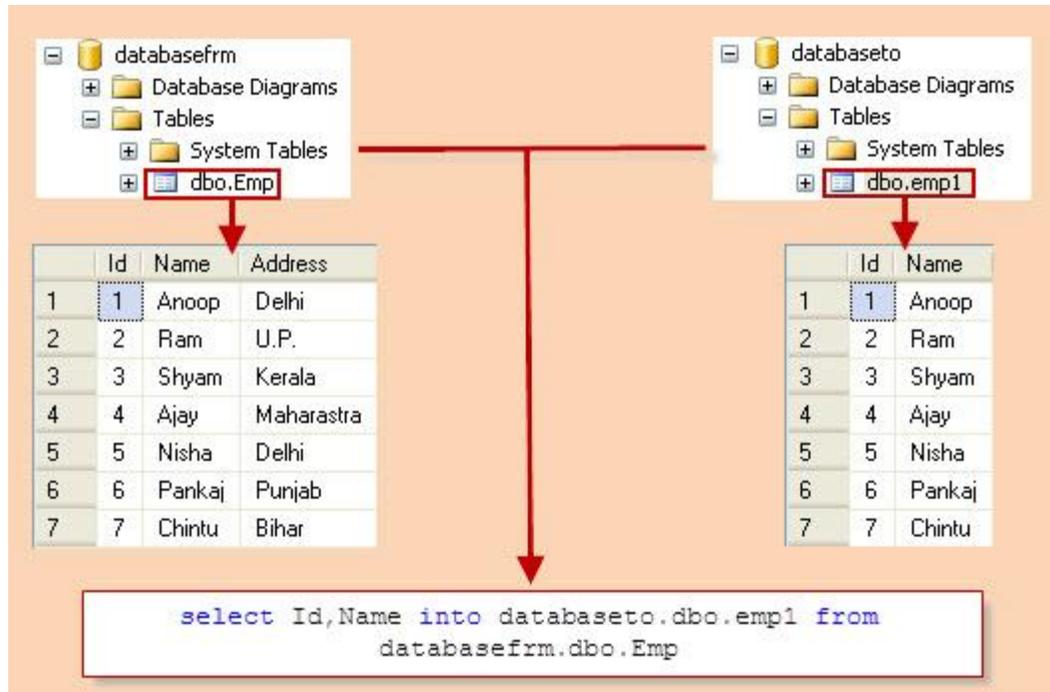 databasefrm
Database Diagrams
Tables
System Tables
dbo.Emp
databaseto
Database Diagrams
Tables
System Tables
dbo.emp1
Id Name Address
1 1 Anoop Delhi
2 2 Ram U.P.
3 3 Shyam Kerala
4 4 Ajay Maharastra
5 5 Nisha Delhi
6 6 Pankaj Punjab
7 7 Chintu Bihar
Id Name
1 1 Anoop
2 2 Ram
3 3 Shyam
4 4 Ajay
5 5 Nisha
6 6 Pankaj
7 7 Chintu
select Id,Name into databaseto.dbo.emp1 from
databasefrm.dbo.Emp